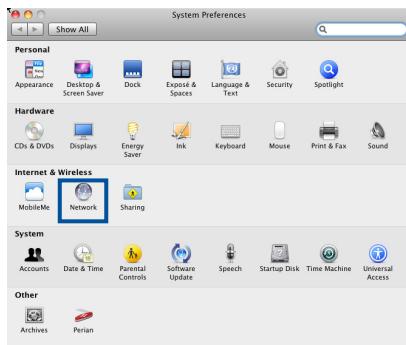 System Preferences
Show All
Personal
Appearance
Desktop &
Screen Saver
Dock
Exposé &
Spaces
Language &
Text
Security
Spotlight
Hardware
CDs & DVDs
Displays
Energy
Saver
Ink
Keyboard
Mouse
Print & Fax
Sound
Internet & Wireless
MobileMe
Network
Sharing
System
Accounts
Date & Time
Parental
Controls
Software
Update
Speech
Startup Disk
Time Machine
Universal
Access
Other
Archives
Perian